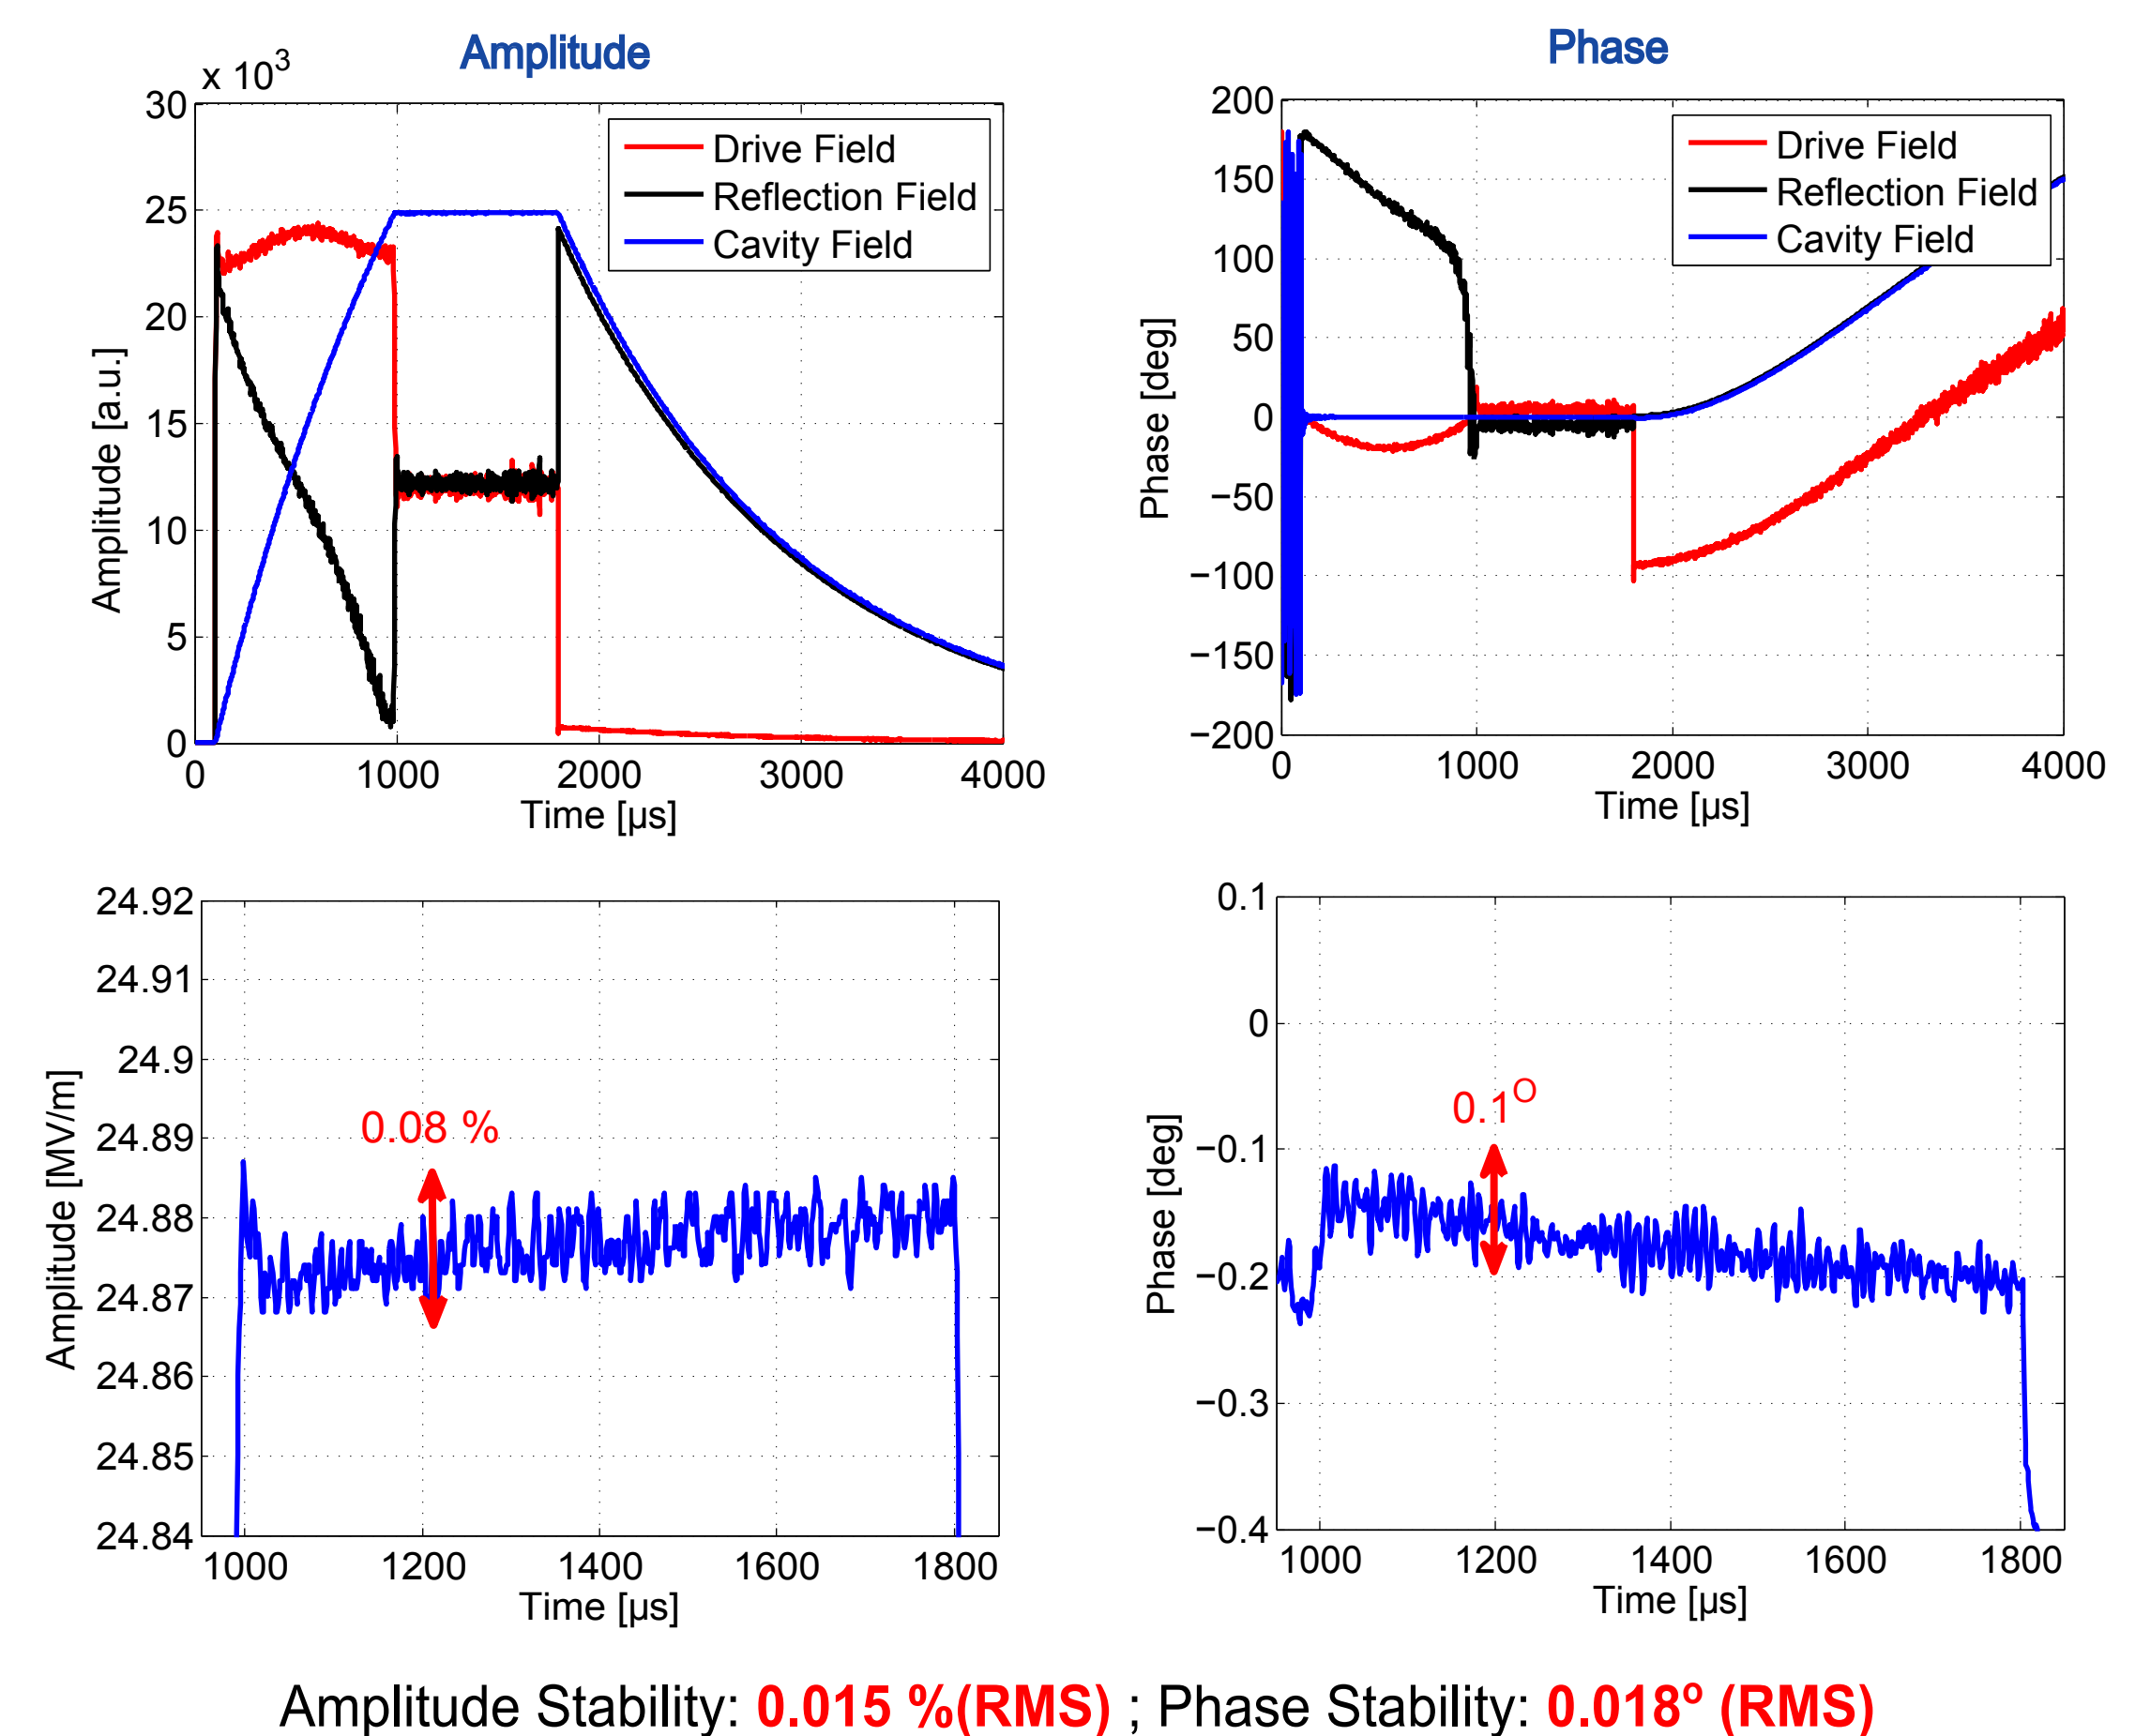 Amplitude
x 10³
30
25
20
15
10
5
0
Amplitude [a.u.]
Drive Field
Reflection Field
Cavity Field
0 1000 2000 3000 4000
Time [µs]
Phase
200
150
100
50
0
−50
−100
−150
−200
Phase [deg]
Drive Field
Reflection Field
Cavity Field
0 1000 2000 3000 4000
Time [µs]
24.92
24.91
24.9
24.89
24.88
24.87
24.86
24.85
24.84
Amplitude [MV/m]
0.08 %
1000 1200 1400 1600 1800
Time [µs]
0.1
0
−0.1
−0.2
−0.3
−0.4
Phase [deg]
0.1ᴼ
1000 1200 1400 1600 1800
Time [µs]
Amplitude Stability: 0.015 %(RMS) ; Phase Stability: 0.018º (RMS)